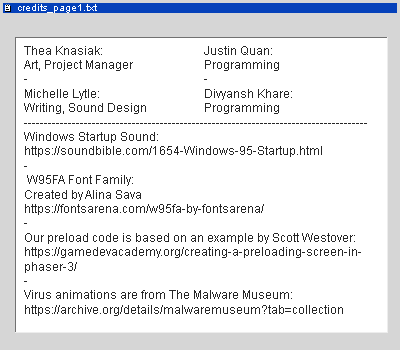 credits_page1.txt
Thea Knasiak: Justin Quan:
Art, Project Manager Programming
- -
Michelle Lytle: Divyansh Khare:
Writing, Sound Design Programming
--------------------------------------------------------------------------------------
Windows Startup Sound:
https://soundbible.com/1654-Windows-95-Startup.html
-
W95FA Font Family:
Created by Alina Sava
https://fontsarena.com/w95fa-by-fontsarena/
-
Our preload code is based on an example by Scott Westover:
https://gamedevacademy.org/creating-a-preloading-screen-in-
phaser-3/
-
Virus animations are from The Malware Museum:
https://archive.org/details/malwaremuseum?tab=collection